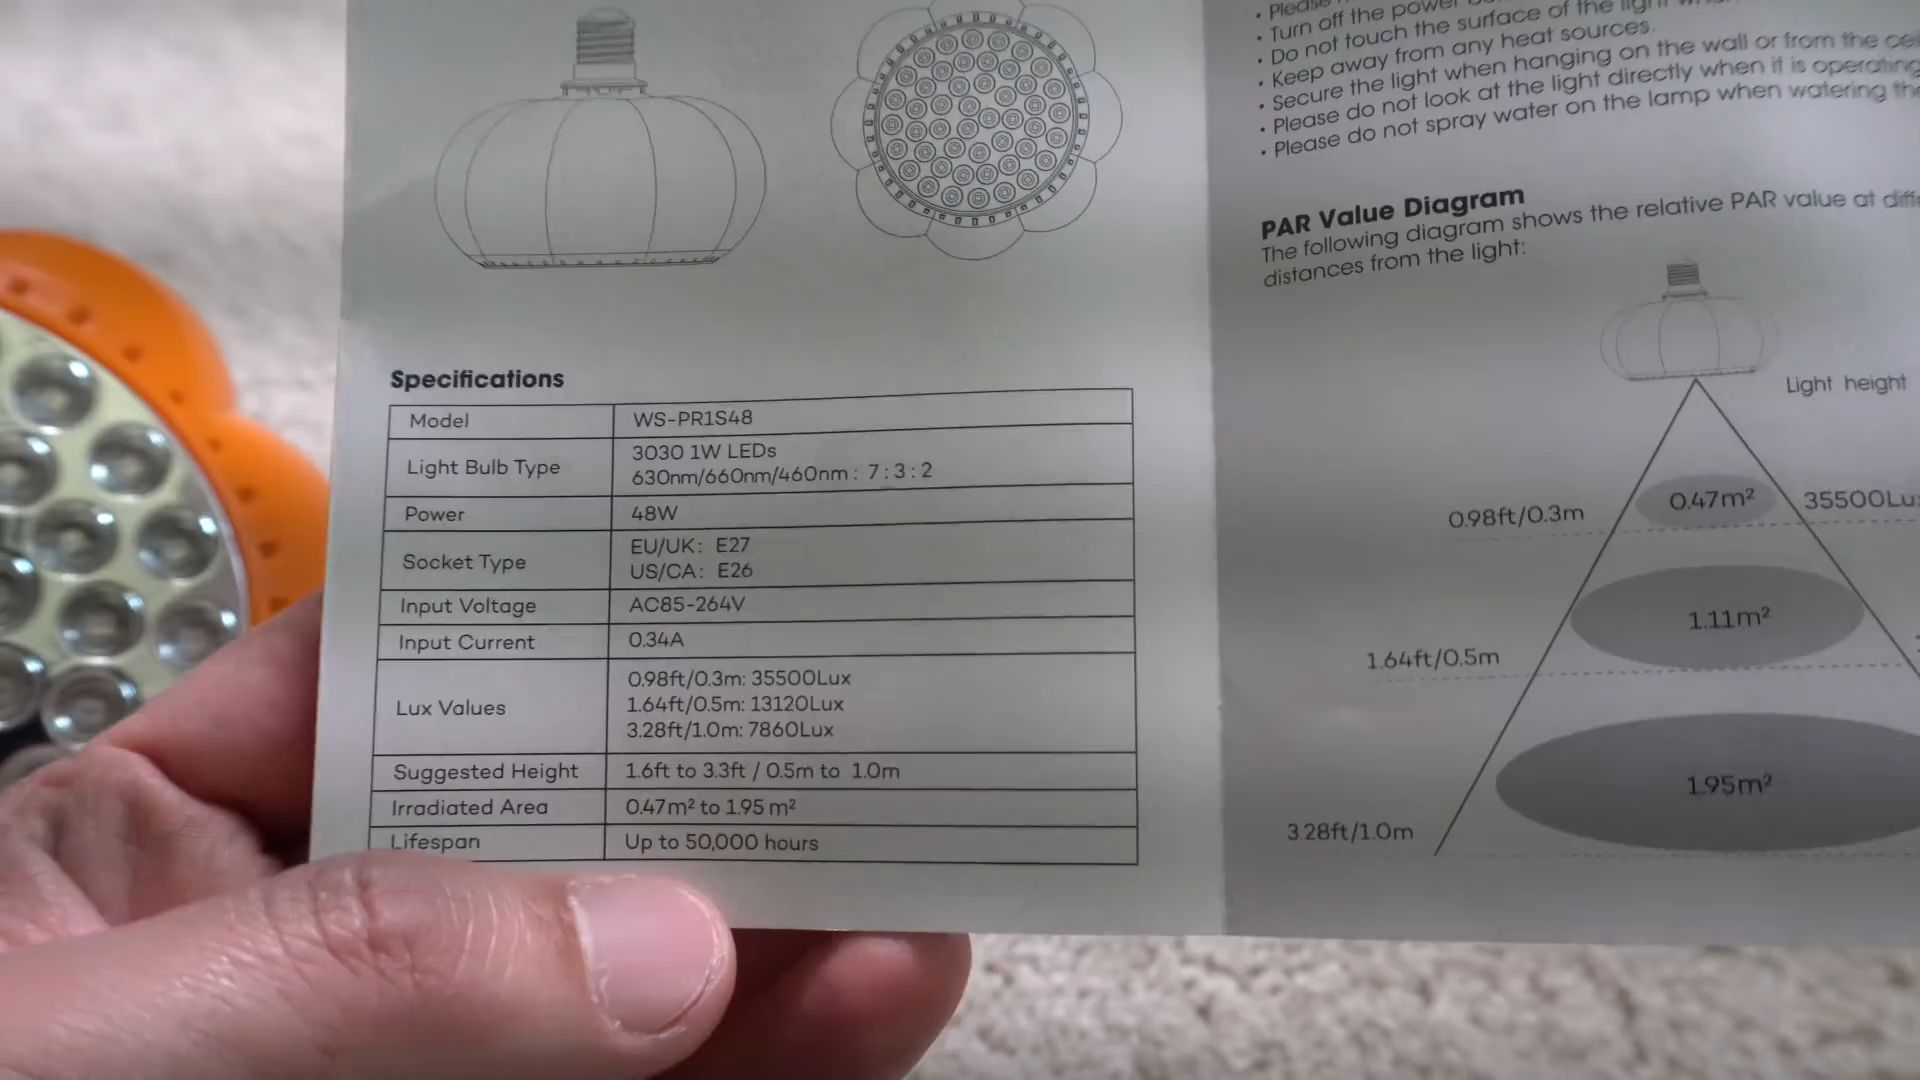 Specifications
Model WS-PR1S48
Light Bulb Type 3030 1W LEDs
630nm/660nm/460nm : 7 : 3 : 2
Power 48W
Socket Type EU/UK: E27
US/CA: E26
Input Voltage AC85-264V
Input Current 0.34A
Lux Values 0.98ft/0.3m: 35500Lux
1.64ft/0.5m: 13120Lux
3.28ft/1.0m: 7860Lux
Suggested Height 1.6ft to 3.3ft / 0.5m to 1.0m
Irradiated Area 0.47m² to 1.95 m²
Lifespan Up to 50,000 hours
• Please
• Turn off the power
• Do not touch the surface of the light
• Keep away from any heat sources.
• Secure the light when hanging on the wall or from the
• Please do not look at the light directly when it is operating
• Please do not spray water on the lamp when watering
PAR Value Diagram
The following diagram shows the relative PAR value at
distances from the light:
Light height
0.98ft/0.3m 0.47m² 35500Lu
1.64ft/0.5m 1.11m²
3.28ft/1.0m 1.95m²